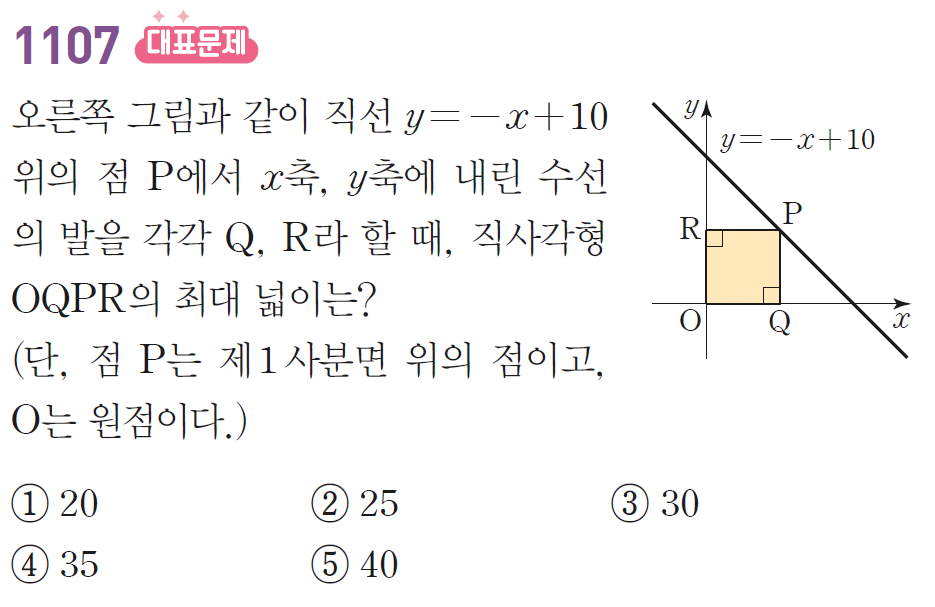 1107 대표문제
오른쪽 그림과 같이 직선 y=-x+10
위의 점 P에서 x축, y축에 내린 수선
의 발을 각각 Q, R라 할 때, 직사각형
OQPR의 최대 넓이는?
(단, 점 P는 제1사분면 위의 점이고,
O는 원점이다.)
y
y=-x+10
R
P
O
Q
x
① 20 ② 25 ③ 30
④ 35 ⑤ 40